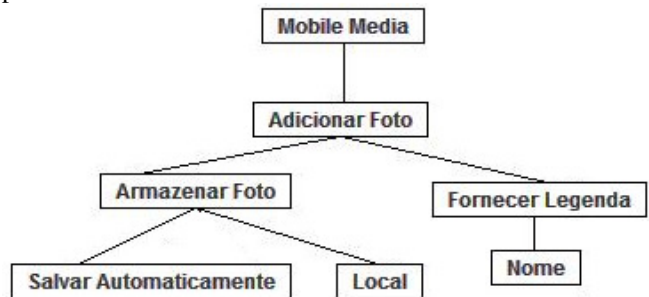 Mobile Media
Adicionar Foto
Armazenar Foto
Fornecer Legenda
Salvar Automaticamente
Local
Nome